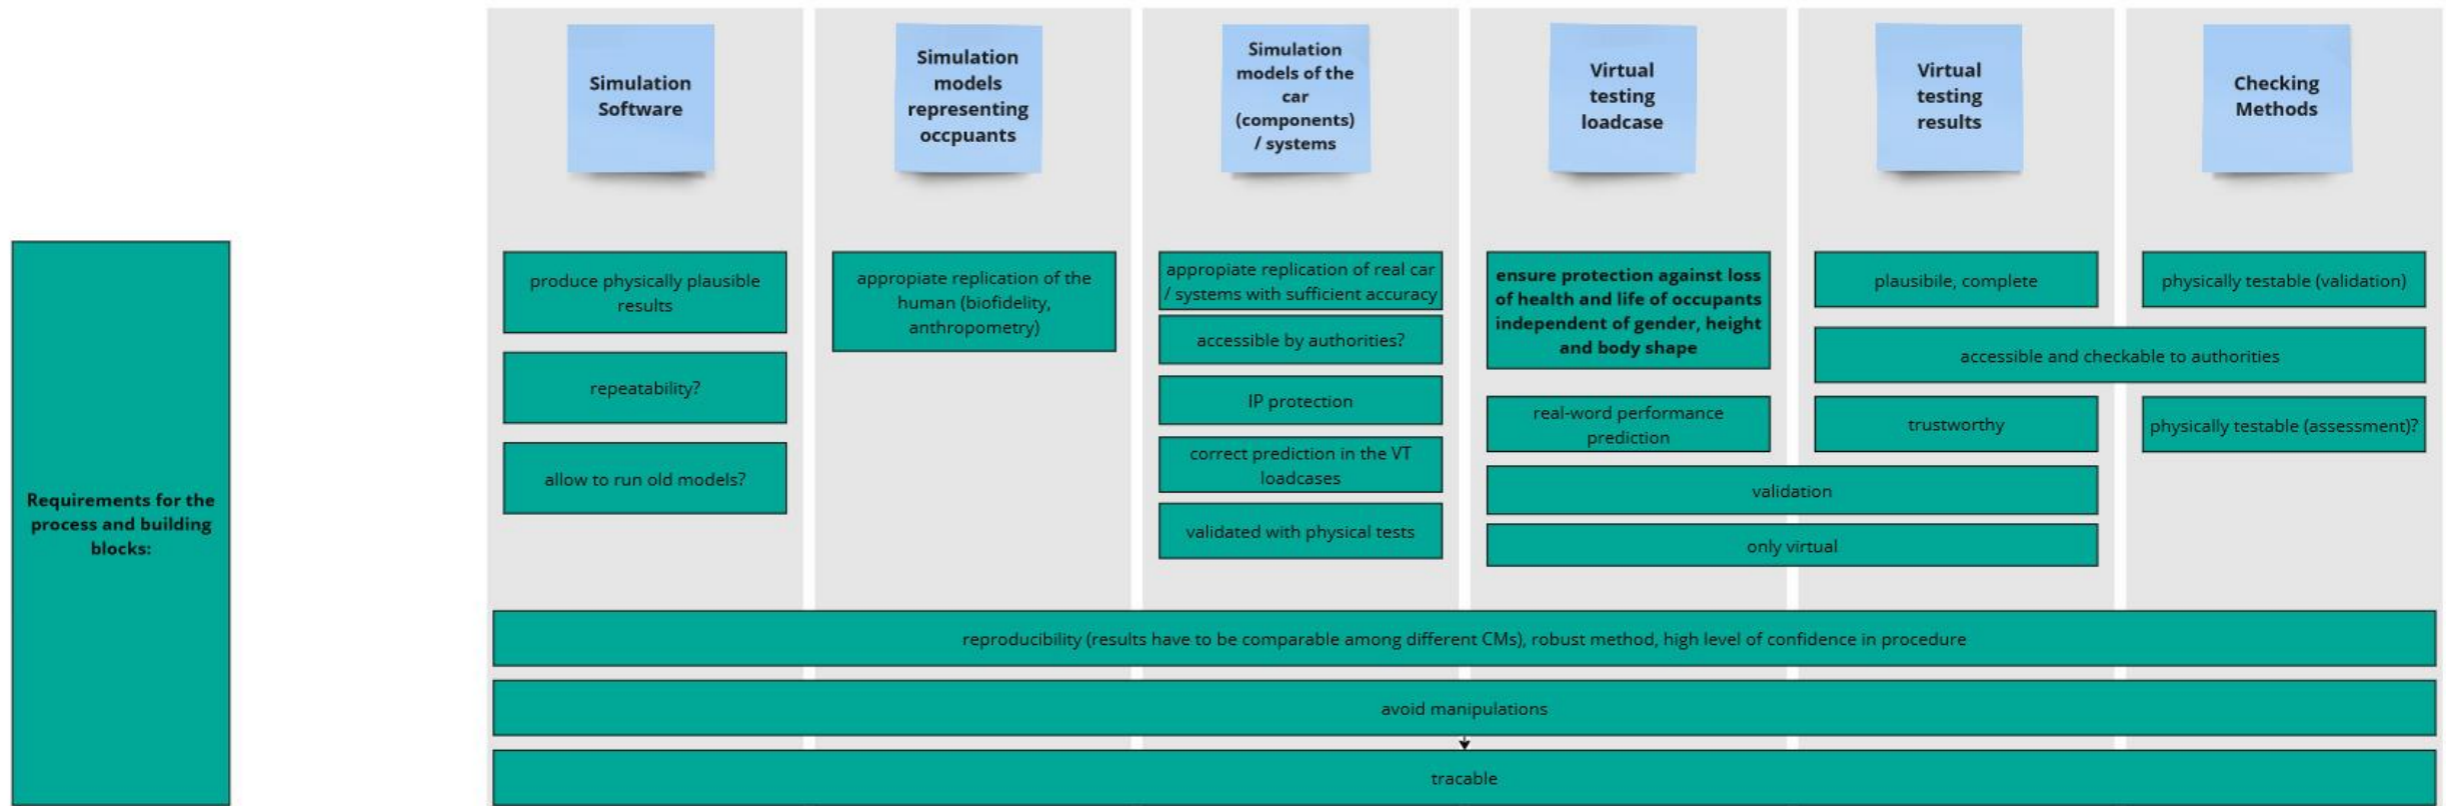 Simulation
Software
Simulation
models
representing
occpuants
Simulation
models of the
car
(components)
/ systems
Virtual
testing
loadcase
Virtual
testing
results
Checking
Methods
Requirements for the
process and building
blocks:
produce physically plausible
results
repeatability?
allow to run old models?
appropiate replication of the
human (biofidelity,
anthropometry)
appropiate replication of real car
/ systems with sufficient accuracy
accessible by authorities?
IP protection
correct prediction in the VT
loadcases
validated with physical tests
ensure protection against loss
of health and life of occupants
independent of gender, height
and body shape
real-word performance
prediction
plausibile, complete
trustworthy
physically testable (validation)
accessible and checkable to authorities
physically testable (assessment)?
validation
only virtual
reproducibility (results have to be comparable among different CMs), robust method, high level of confidence in procedure
avoid manipulations
tracable